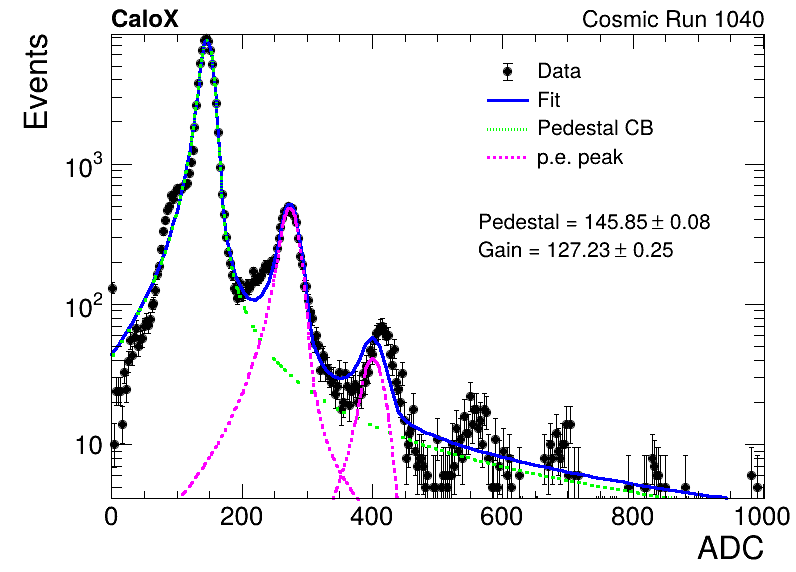 CaloX
Cosmic Run 1040
Events
Data
Fit
Pedestal CB
p.e. peak
Pedestal = 145.85 ± 0.08
Gain = 127.23 ± 0.25
10³
10²
10
0 200 400 600 800 1000
ADC